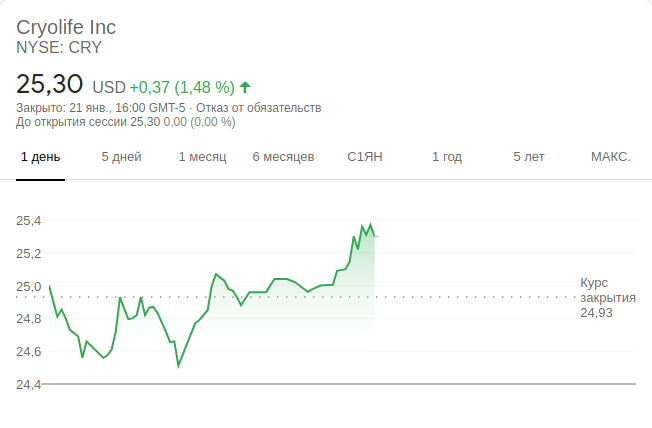 Cryolife Inc
NYSE: CRY
25,30 USD +0,37 (1,48 %)
Закрыто: 21 янв., 16:00 GMT-5 · Отказ от обязательств
До открытия сессии 25,30 0,00 (0,00 %)
1 день 5 дней 1 месяц 6 месяцев С1ЯН 1 год 5 лет МАКС.
25,4
25,2
25,0
24,8
24,6
24,4
Курс
закрытия
24,93